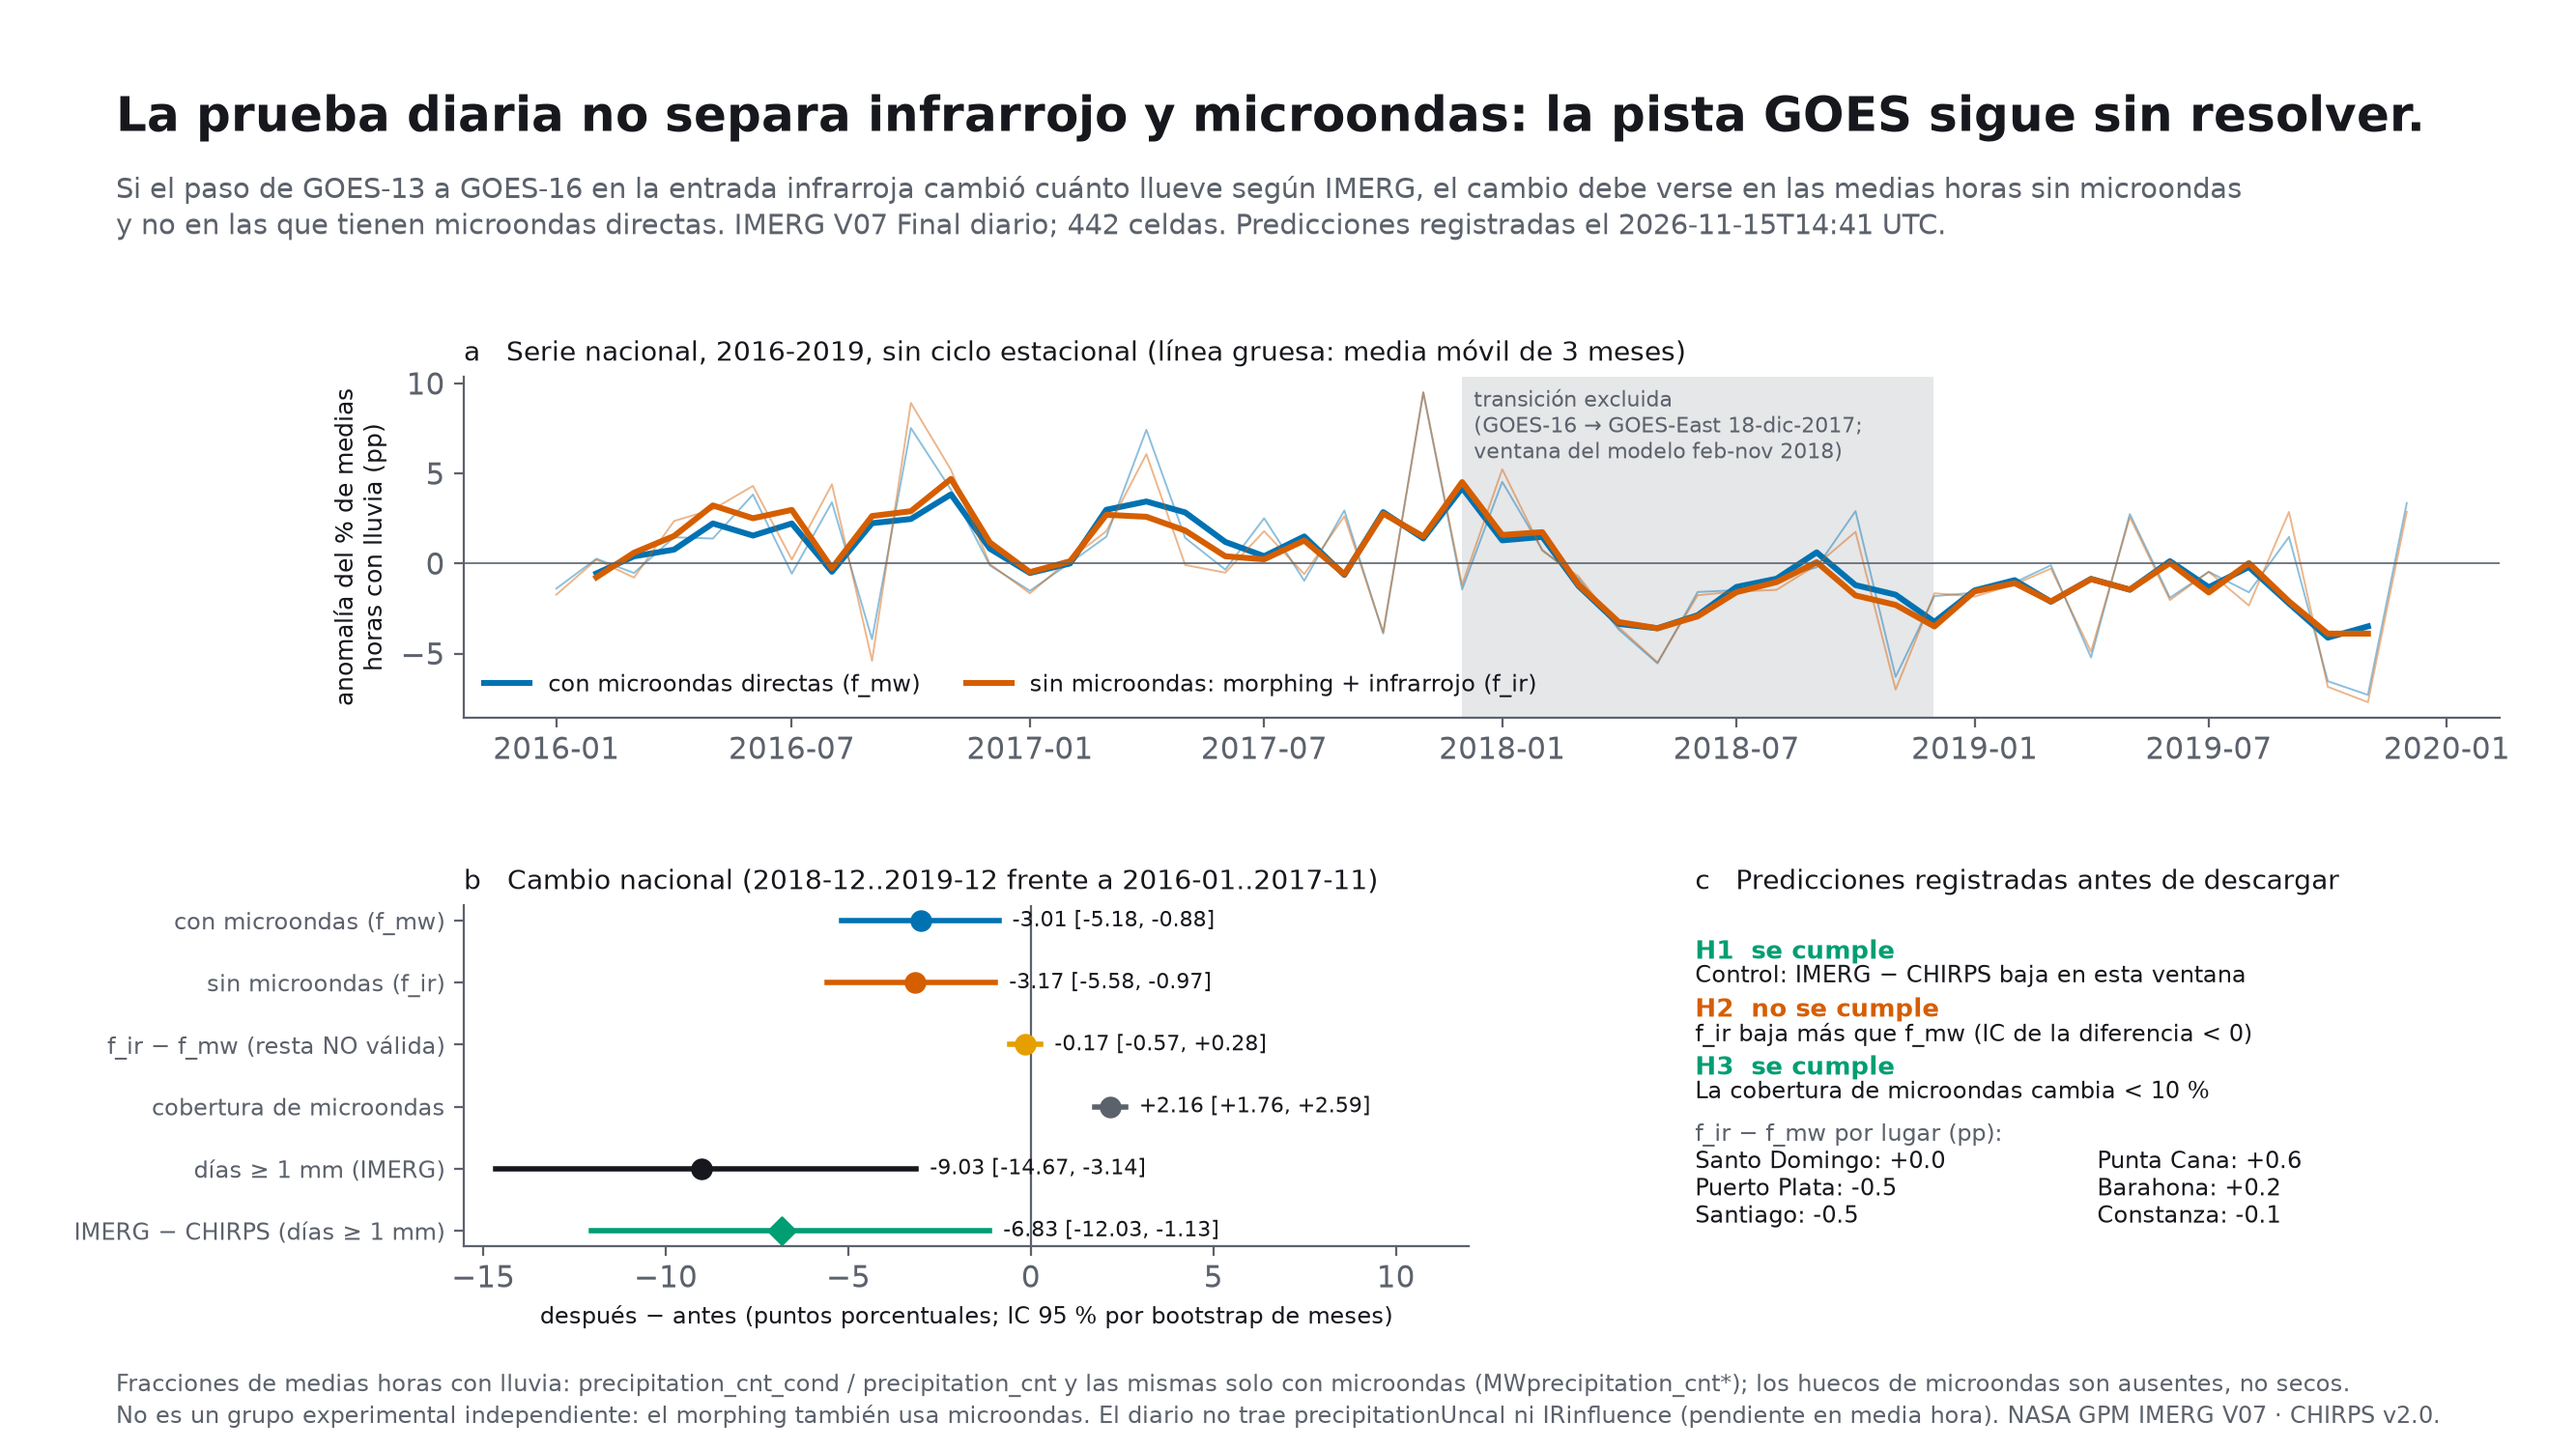 La prueba diaria no separa infrarrojo y microondas: la pista GOES sigue sin resolver.
Si el paso de GOES-13 a GOES-16 en la entrada infrarroja cambió cuánto llueve según IMERG, el cambio debe verse en las medias horas sin microondas
y no en las que tienen microondas directas. IMERG V07 Final diario; 442 celdas. Predicciones registradas el 2026-11-15T14:41 UTC.
a Serie nacional, 2016-2019, sin ciclo estacional (línea gruesa: media móvil de 3 meses)
anomalía del % de medias
horas con lluvia (pp)
10
5
0
−5
transición excluida
(GOES-16 → GOES-East 18-dic-2017;
ventana del modelo feb-nov 2018)
con microondas directas (f_mw)
sin microondas: morphing + infrarrojo (f_ir)
2016-01
2016-07
2017-01
2017-07
2018-01
2018-07
2019-01
2019-07
2020-01
b Cambio nacional (2018-12..2019-12 frente a 2016-01..2017-11)
con microondas (f_mw)
-3.01 [-5.18, -0.88]
sin microondas (f_ir)
-3.17 [-5.58, -0.97]
f_ir − f_mw (resta NO válida)
-0.17 [-0.57, +0.28]
cobertura de microondas
+2.16 [+1.76, +2.59]
días ≥ 1 mm (IMERG)
-9.03 [-14.67, -3.14]
IMERG − CHIRPS (días ≥ 1 mm)
-6.83 [-12.03, -1.13]
−15
−10
−5
0
5
10
después − antes (puntos porcentuales; IC 95 % por bootstrap de meses)
c Predicciones registradas antes de descargar
H1 se cumple
Control: IMERG − CHIRPS baja en esta ventana
H2 no se cumple
f_ir baja más que f_mw (IC de la diferencia < 0)
H3 se cumple
La cobertura de microondas cambia < 10 %
f_ir − f_mw por lugar (pp):
Santo Domingo: +0.0
Punta Cana: +0.6
Puerto Plata: -0.5
Barahona: +0.2
Santiago: -0.5
Constanza: -0.1
Fracciones de medias horas con lluvia: precipitation_cnt_cond / precipitation_cnt y las mismas solo con microondas (MWprecipitation_cnt*); los huecos de microondas son ausentes, no secos.
No es un grupo experimental independiente: el morphing también usa microondas. El diario no trae precipitationUncal ni IRinfluence (pendiente en media hora). NASA GPM IMERG V07 · CHIRPS v2.0.